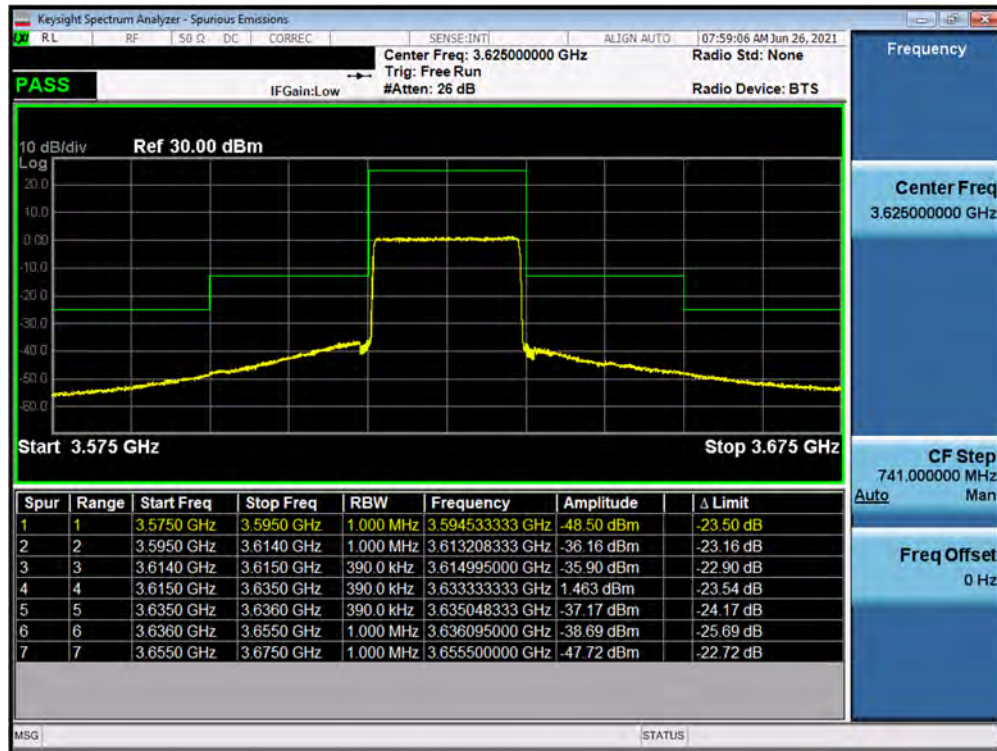 Keysight Spectrum Analyzer - Spurious Emissions
LXI RL RF 50 Ω DC CORREC SENSE:INT ALIGN AUTO 07:59:06 AM Jun 26, 2021
Center Freq: 3.625000000 GHz Radio Std: None
Trig: Free Run
PASS IFGain:Low #Atten: 26 dB Radio Device: BTS
10 dB/div Ref 30.00 dBm
Log
20.0
10.0
0.00
-10.0
-20.0
-30.0
-40.0
-50.0
-60.0
Start 3.575 GHz Stop 3.675 GHz
Spur Range Start Freq Stop Freq RBW Frequency Amplitude Δ Limit
1 1 3.5750 GHz 3.5950 GHz 1.000 MHz 3.594533333 GHz -48.50 dBm -23.50 dB
2 2 3.5950 GHz 3.6140 GHz 1.000 MHz 3.613208333 GHz -36.16 dBm -23.16 dB
3 3 3.6140 GHz 3.6150 GHz 390.0 kHz 3.614995000 GHz -35.90 dBm -22.90 dB
4 4 3.6150 GHz 3.6350 GHz 390.0 kHz 3.633333333 GHz 1.463 dBm -23.54 dB
5 5 3.6350 GHz 3.6360 GHz 390.0 kHz 3.635048333 GHz -37.17 dBm -24.17 dB
6 6 3.6360 GHz 3.6550 GHz 1.000 MHz 3.636095000 GHz -38.69 dBm -25.69 dB
7 7 3.6550 GHz 3.6750 GHz 1.000 MHz 3.655500000 GHz -47.72 dBm -22.72 dB
MSG STATUS
Frequency
Center Freq
3.625000000 GHz
CF Step
741.000000 MHz
Auto Man
Freq Offset
0 Hz